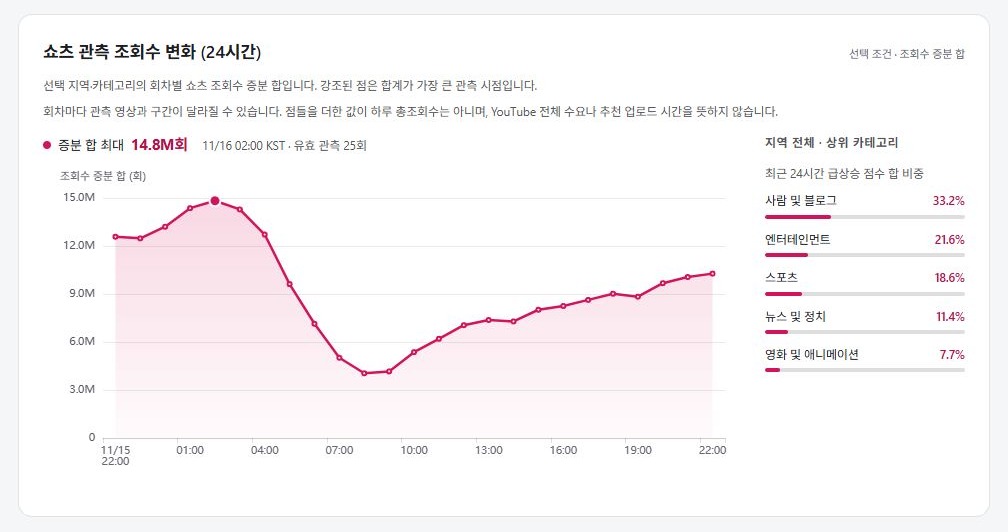 쇼츠 관측 조회수 변화 (24시간)
선택 조건 · 조회수 증분 합
선택 지역·카테고리의 회차별 쇼츠 조회수 증분 합입니다. 강조된 점은 합계가 가장 큰 관측 시점입니다.
회차마다 관측 영상과 구간이 달라질 수 있습니다. 점들을 더한 값이 하루 총조회수는 아니며, YouTube 전체 수요나 추천 업로드 시간을 뜻하지 않습니다.
증분 합 최대 14.8M회 11/16 02:00 KST · 유효 관측 25회
조회수 증분 합 (회)
15.0M
12.0M
9.0M
6.0M
3.0M
0
11/15 01:00 04:00 07:00 10:00 13:00 16:00 19:00 22:00
22:00
지역 전체 · 상위 카테고리
최근 24시간 급상승 점수 합 비중
사람 및 블로그 33.2%
엔터테인먼트 21.6%
스포츠 18.6%
뉴스 및 정치 11.4%
영화 및 애니메이션 7.7%